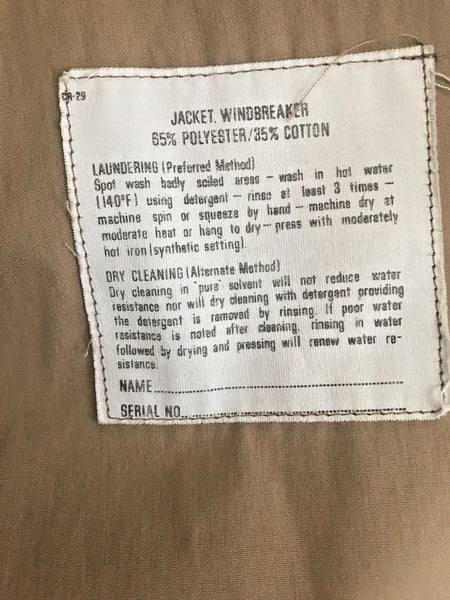 CR-29
JACKET, WINDBREAKER
65% POLYESTER/35% COTTON
LAUNDERING (Preferred Method)
Spot wash badly soiled areas – wash in hot water
(140°F) using detergent – rinse at least 3 times –
machine spin or squeeze by hand – machine dry at
moderate heat or hang to dry – press with moderately
hot iron (synthetic setting).
DRY CLEANING (Alternate Method)
Dry cleaning in "pure" solvent will not reduce water
resistance nor will dry cleaning with detergent providing
the detergent is removed by rinsing. If poor water
resistance is noted after cleaning, rinsing in water
followed by drying and pressing will renew water re-
sistance.
NAME
SERIAL NO.